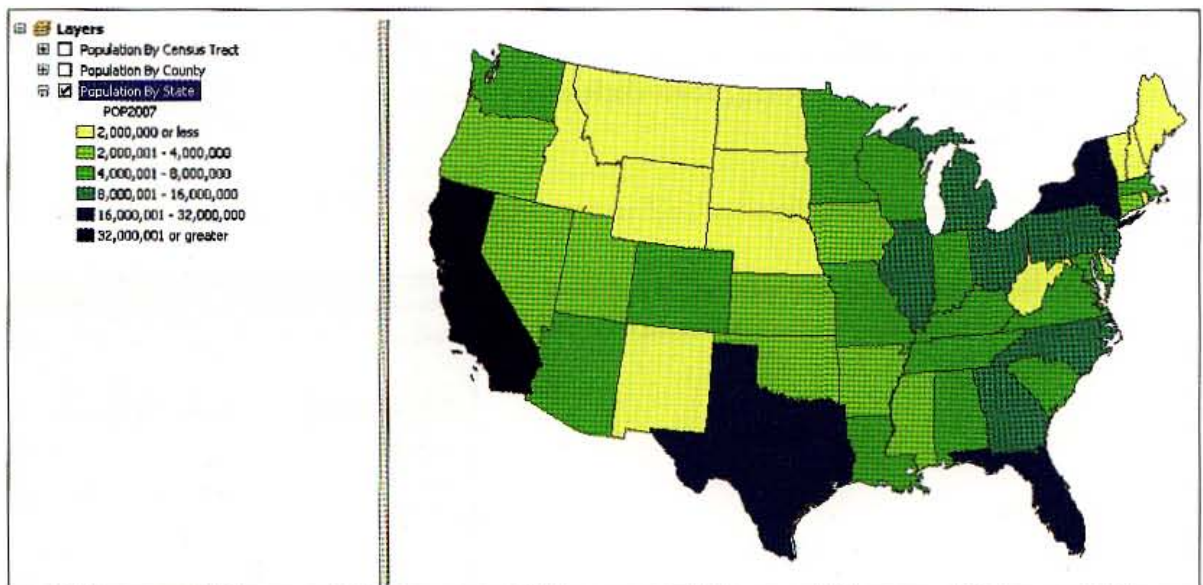 Layers
Population By Census Tract
Population By County
Population By State
POP2007
2,000,000 or less
2,000,001 - 4,000,000
4,000,001 - 8,000,000
8,000,001 - 16,000,000
16,000,001 - 32,000,000
32,000,001 or greater